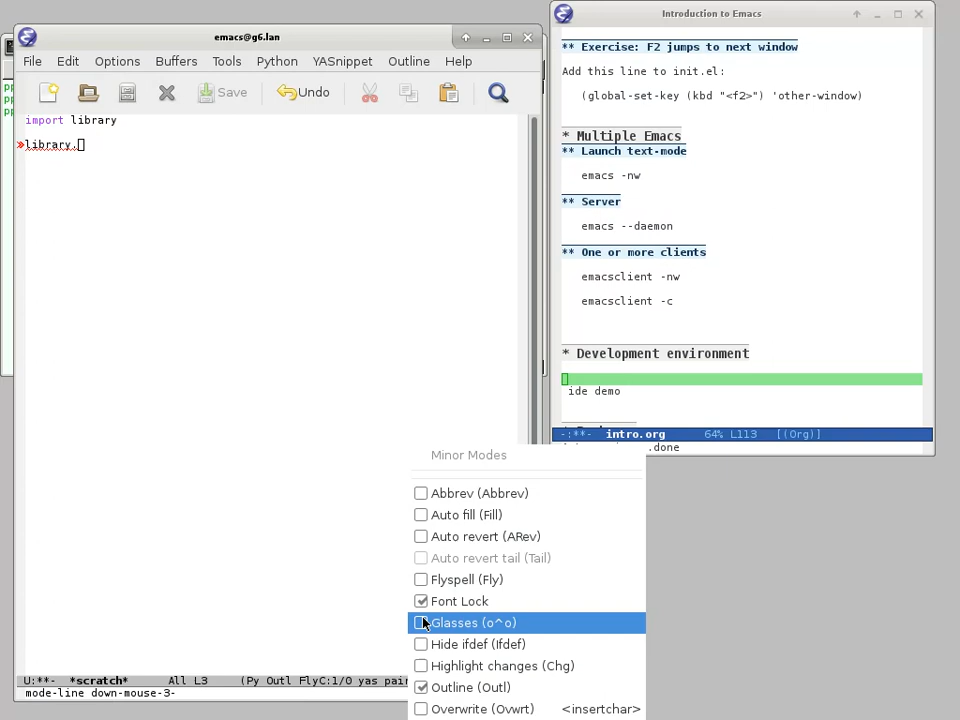 emacs@g6.lan
File Edit Options Buffers Tools Python YASnippet Outline Help
Save Undo
import library
library.
U:**- *scratch* All L3 (Py Outl FlyC:1/0 yas pair
mode-line down-mouse-3-
Introduction to Emacs
** Exercise: F2 jumps to next window
Add this line to init.el:
(global-set-key (kbd "<f2>") 'other-window)
* Multiple Emacs
** Launch text-mode
emacs -nw
** Server
emacs --daemon
** One or more clients
emacsclient -nw
emacsclient -c
* Development environment
ide demo
-:**- intro.org 64% L113 [(Org)]
.done
Minor Modes
Abbrev (Abbrev)
Auto fill (Fill)
Auto revert (ARev)
Auto revert tail (Tail)
Flyspell (Fly)
Font Lock
Glasses (o^o)
Hide ifdef (Ifdef)
Highlight changes (Chg)
Outline (Outl)
Overwrite (Ovwrt) <insertchar>